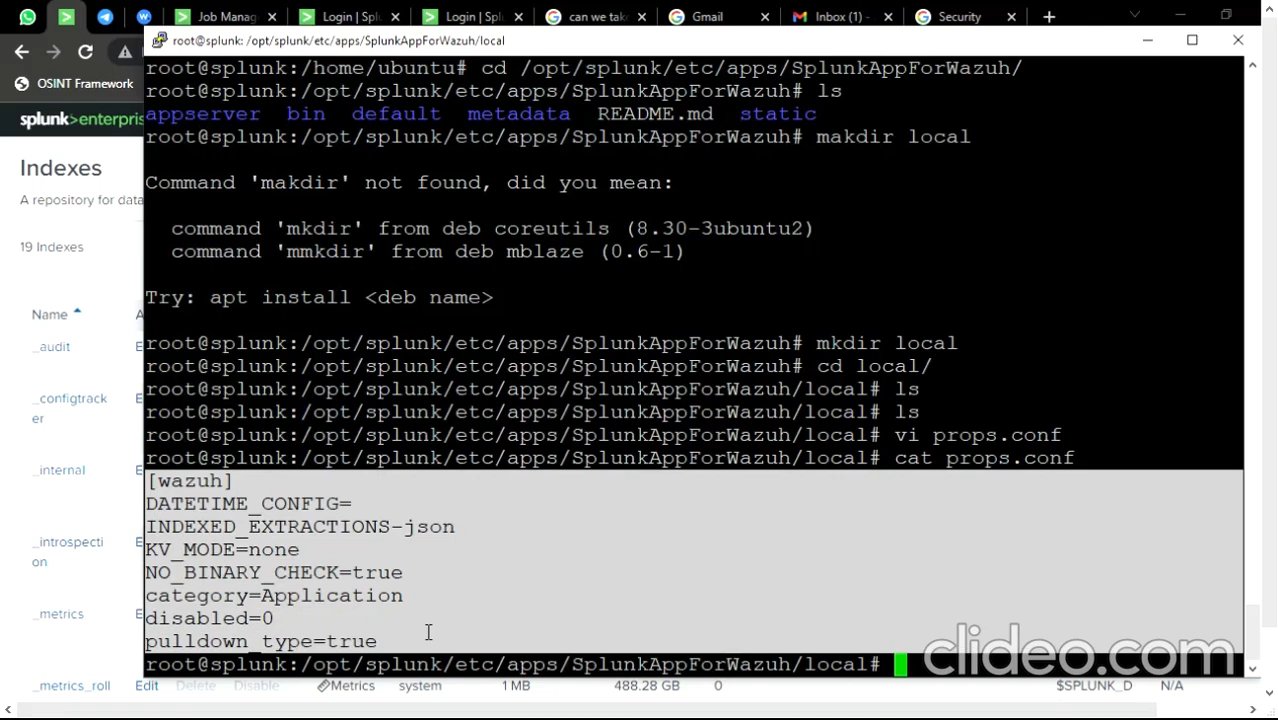 Job Manag
Login | Spl
Login | Spl
can we take
Gmail
Inbox (1) -
Security
root@splunk: /opt/splunk/etc/apps/SplunkAppForWazuh/local
OSINT Framework
splunk>enterpris
Indexes
A repository for data
19 Indexes
Name
_audit
_configtrack
er
_internal
_introspecti
on
_metrics
_metrics_roll Edit Delete Disable Metrics system 1 MB 488.28 GB 0 $SPLUNK_D N/A
root@splunk:/home/ubuntu# cd /opt/splunk/etc/apps/SplunkAppForWazuh/
root@splunk:/opt/splunk/etc/apps/SplunkAppForWazuh# ls
appserver bin default metadata README.md static
root@splunk:/opt/splunk/etc/apps/SplunkAppForWazuh# makdir local
Command 'makdir' not found, did you mean:
command 'mkdir' from deb coreutils (8.30-3ubuntu2)
command 'mmkdir' from deb mblaze (0.6-1)
Try: apt install <deb name>
root@splunk:/opt/splunk/etc/apps/SplunkAppForWazuh# mkdir local
root@splunk:/opt/splunk/etc/apps/SplunkAppForWazuh# cd local/
root@splunk:/opt/splunk/etc/apps/SplunkAppForWazuh/local# ls
root@splunk:/opt/splunk/etc/apps/SplunkAppForWazuh/local# ls
root@splunk:/opt/splunk/etc/apps/SplunkAppForWazuh/local# vi props.conf
root@splunk:/opt/splunk/etc/apps/SplunkAppForWazuh/local# cat props.conf
[wazuh]
DATETIME_CONFIG=
INDEXED_EXTRACTIONS-json
KV_MODE=none
NO_BINARY_CHECK=true
category=Application
disabled=0
pulldown_type=true
root@splunk:/opt/splunk/etc/apps/SplunkAppForWazuh/local#
clideo.com